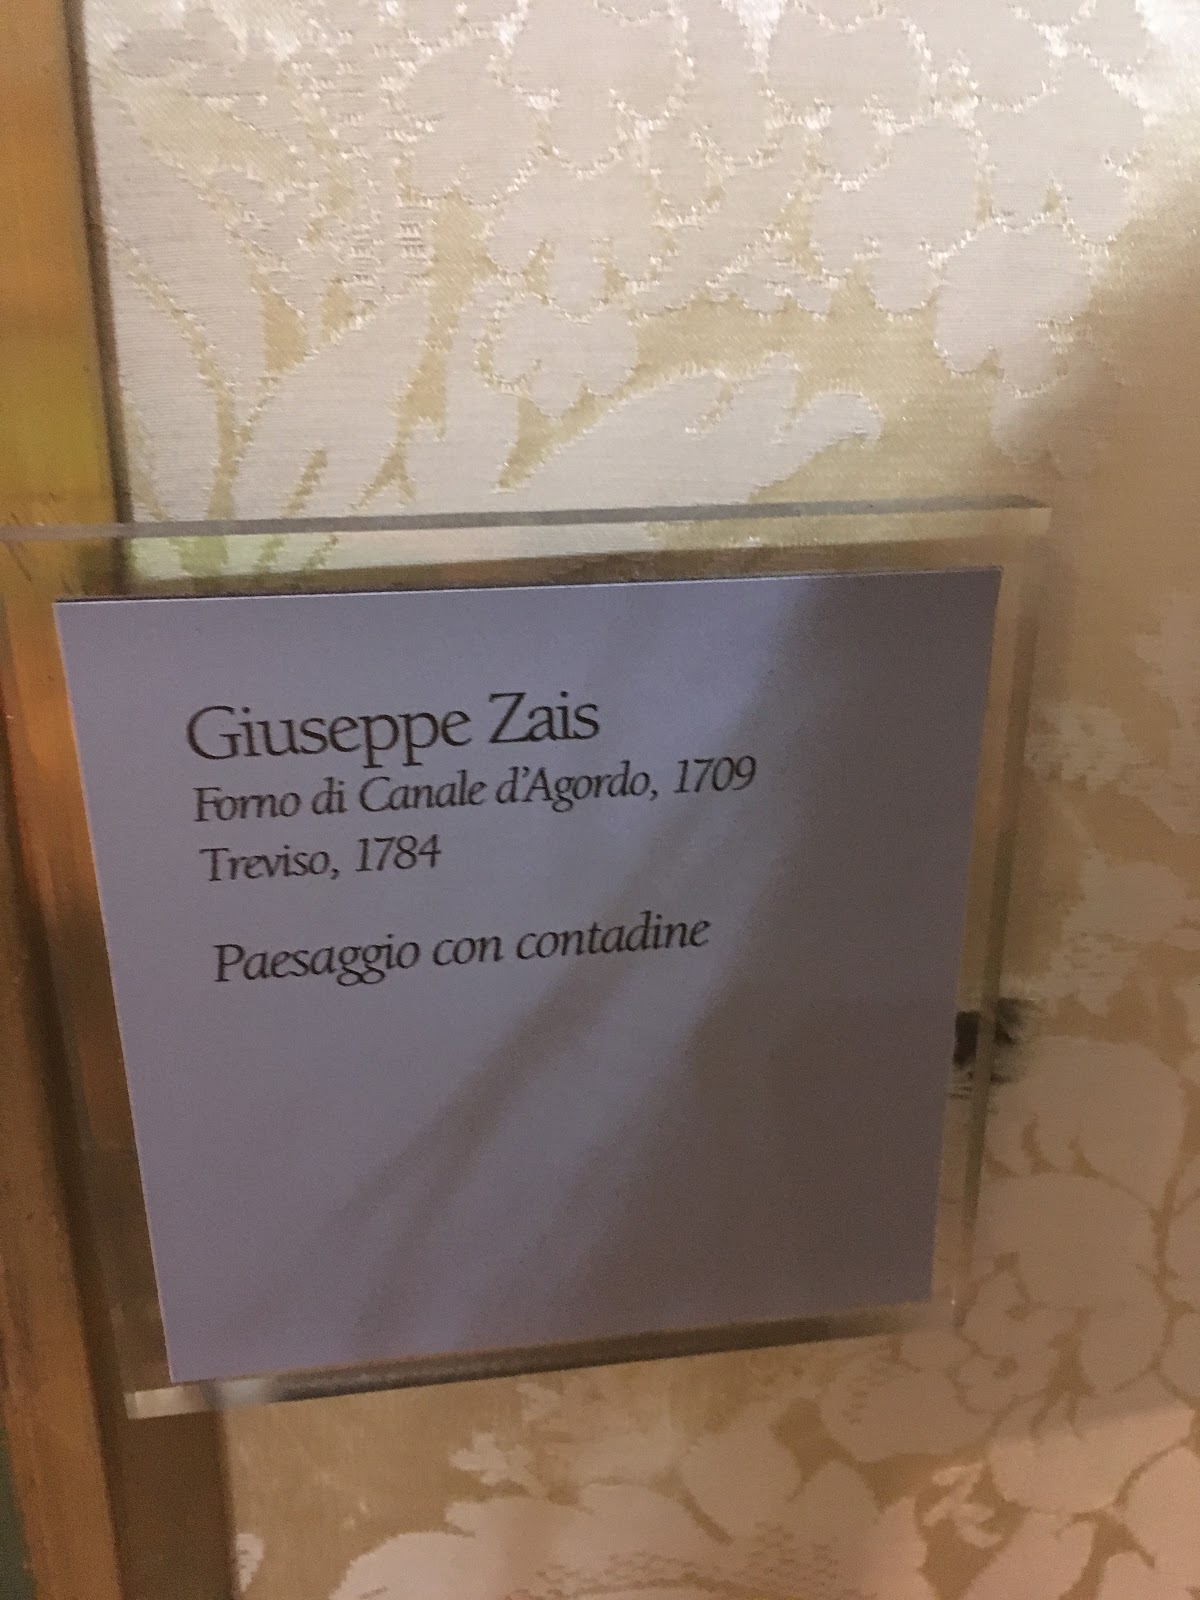 Giuseppe Zais
Forno di Canale d'Agordo, 1709
Treviso, 1784
Paesaggio con contadine